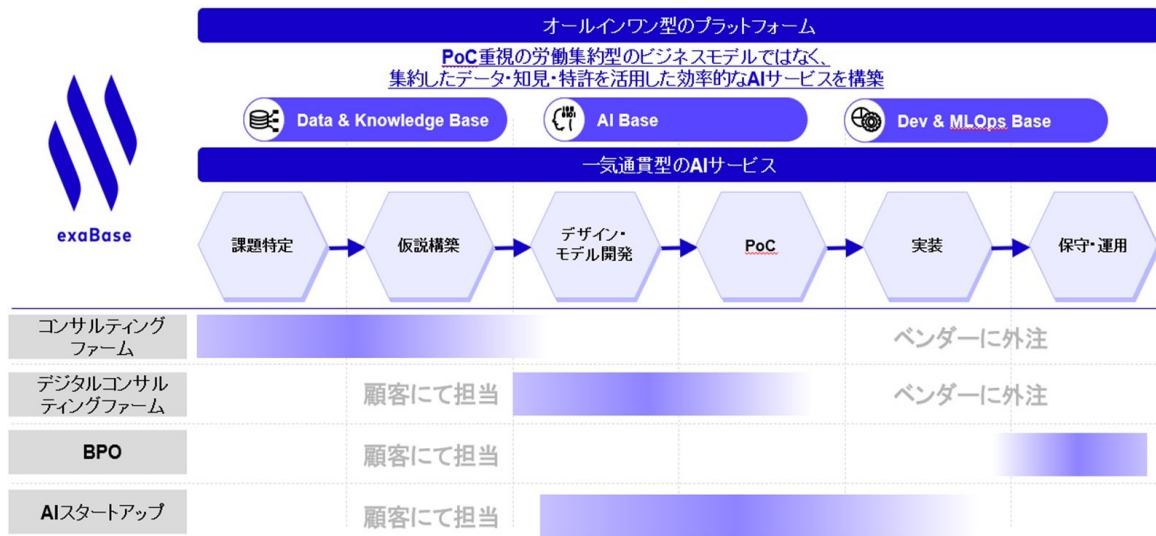 オールインワン型のプラットフォーム
PoC重視の労働集約型のビジネスモデルではなく、
集約したデータ・知見・特許を活用した効率的なAIサービスを構築
Data & Knowledge Base
AI Base
Dev & MLOps Base
exaBase
一気通貫型のAIサービス
課題特定
仮説構築
デザイン・
モデル開発
PoC
実装
保守・運用
コンサルティング
ファーム
ベンダーに外注
デジタルコンサル
ティングファーム
顧客にて担当
ベンダーに外注
BPO
顧客にて担当
AIスタートアップ
顧客にて担当